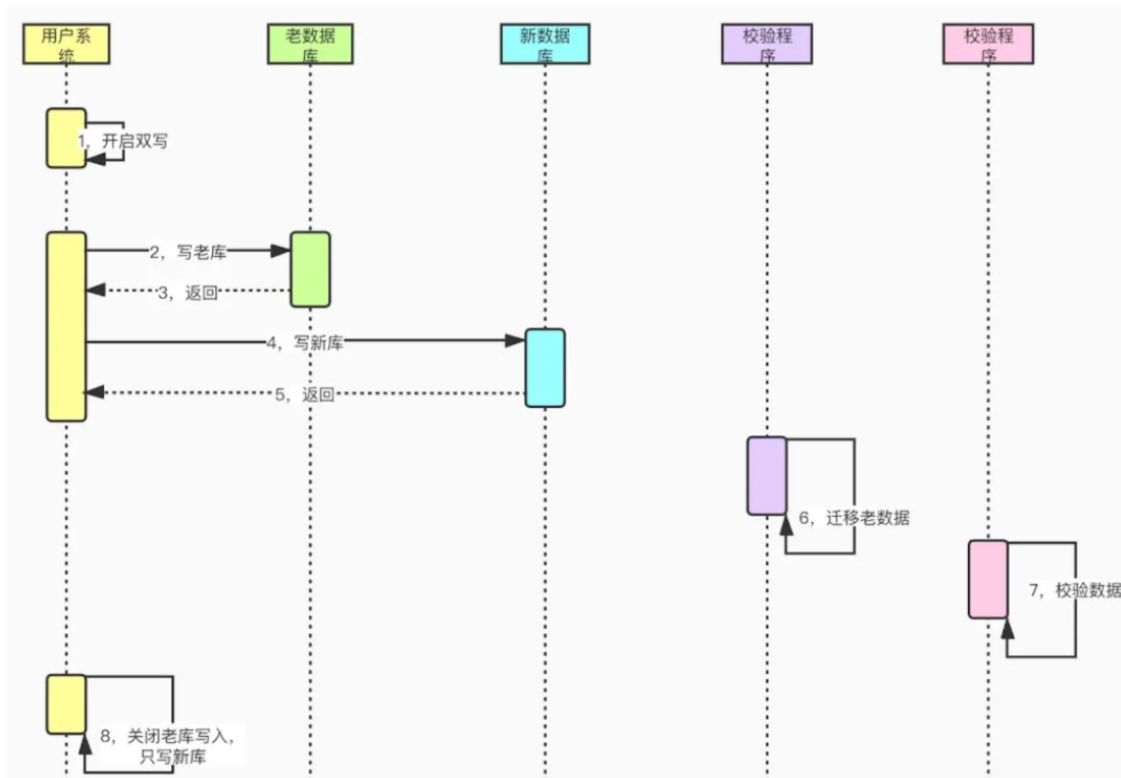 用户系
统
老数据
库
新数据
库
校验程
序
校验程
序
1，开启双写
2，写老库
3，返回
4，写新库
5，返回
6，迁移老数据
7，校验数据
8，关闭老库写入，
只写新库